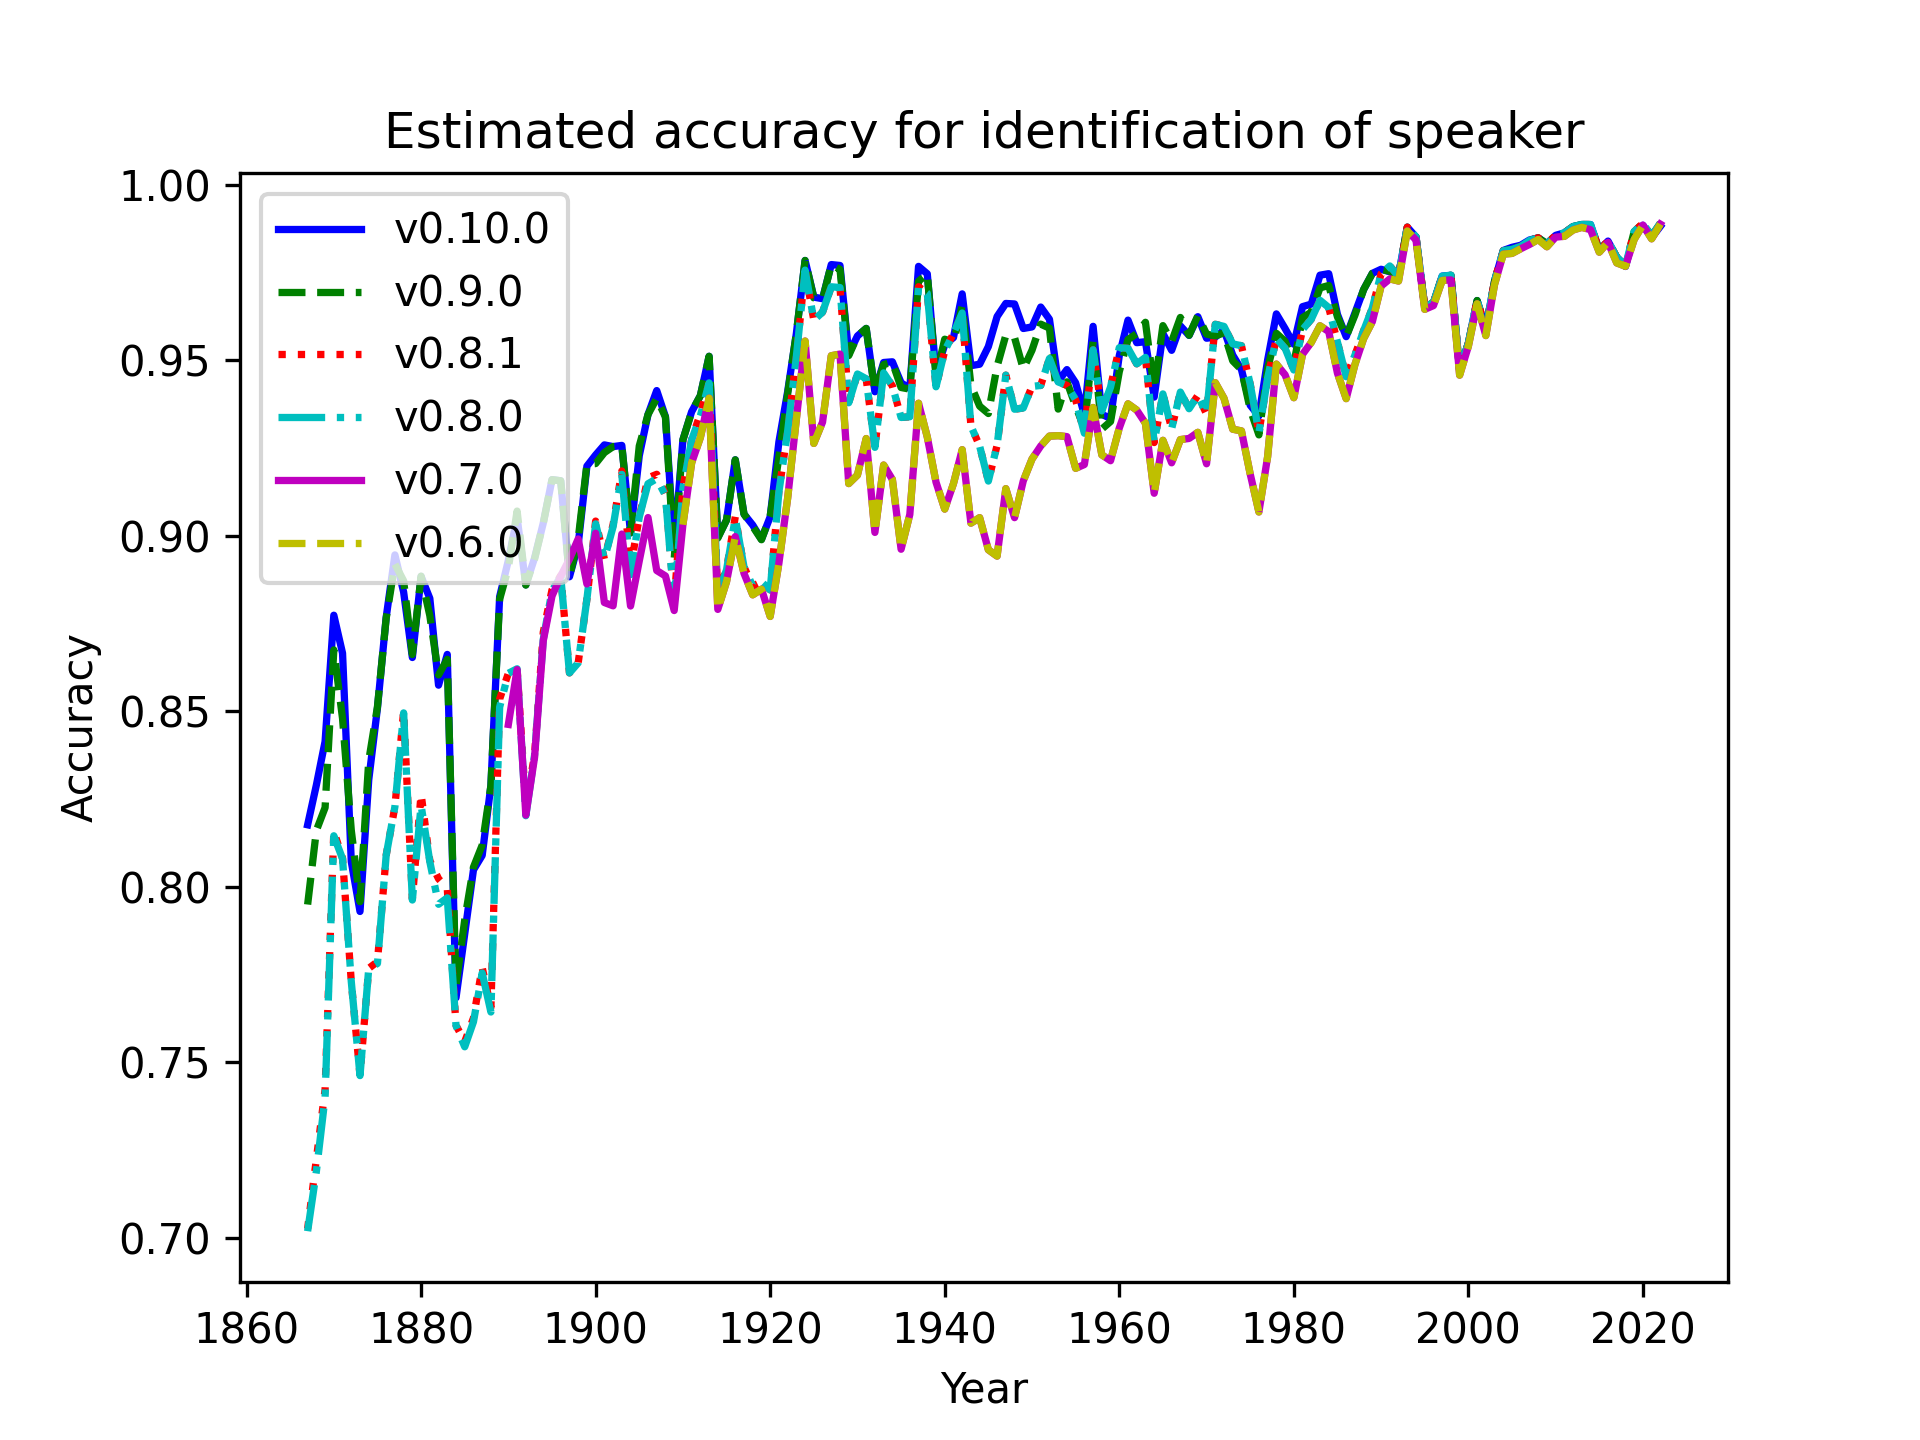 Estimated accuracy for identification of speaker
1.00
0.95
0.90
0.85
0.80
0.75
0.70
Accuracy
v0.10.0
v0.9.0
v0.8.1
v0.8.0
v0.7.0
v0.6.0
1860 1880 1900 1920 1940 1960 1980 2000 2020
Year